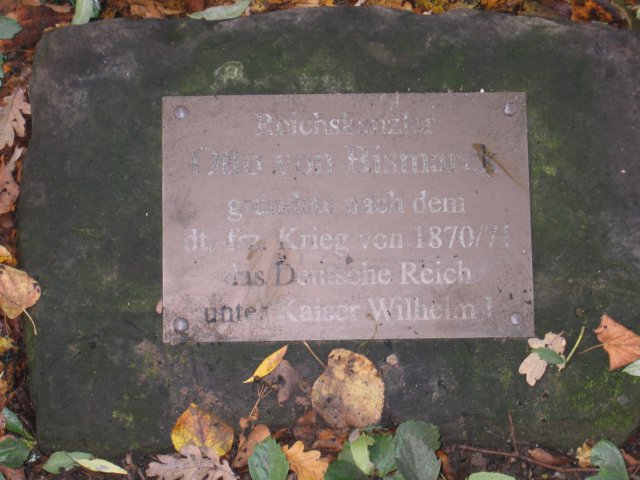 Reichskanzler
Otto von Bismarck
gründete nach dem
dt.-frz. Krieg von 1870/71
das Deutsche Reich
unter Kaiser Wilhelm I